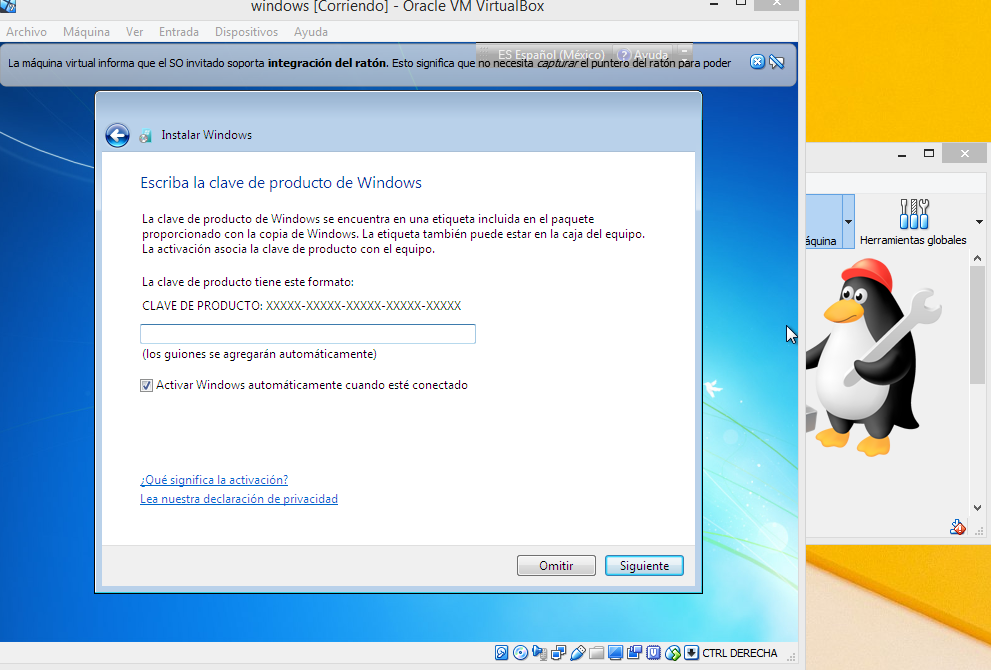 windows [Corriendo] - Oracle VM VirtualBox
Archivo Máquina Ver Entrada Dispositivos Ayuda
ES Español (México) ? Ayuda
La máquina virtual informa que el SO invitado soporta integración del ratón. Esto significa que no necesita capturar el puntero del ratón para poder
Instalar Windows
Escriba la clave de producto de Windows
La clave de producto de Windows se encuentra en una etiqueta incluida en el paquete
proporcionado con la copia de Windows. La etiqueta también puede estar en la caja del equipo.
La activación asocia la clave de producto con el equipo.
La clave de producto tiene este formato:
CLAVE DE PRODUCTO: XXXXX-XXXXX-XXXXX-XXXXX-XXXXX
(los guiones se agregarán automáticamente)
Activar Windows automáticamente cuando esté conectado
¿Qué significa la activación?
Lea nuestra declaración de privacidad
Omitir Siguiente
áquina Herramientas globales
CTRL DERECHA